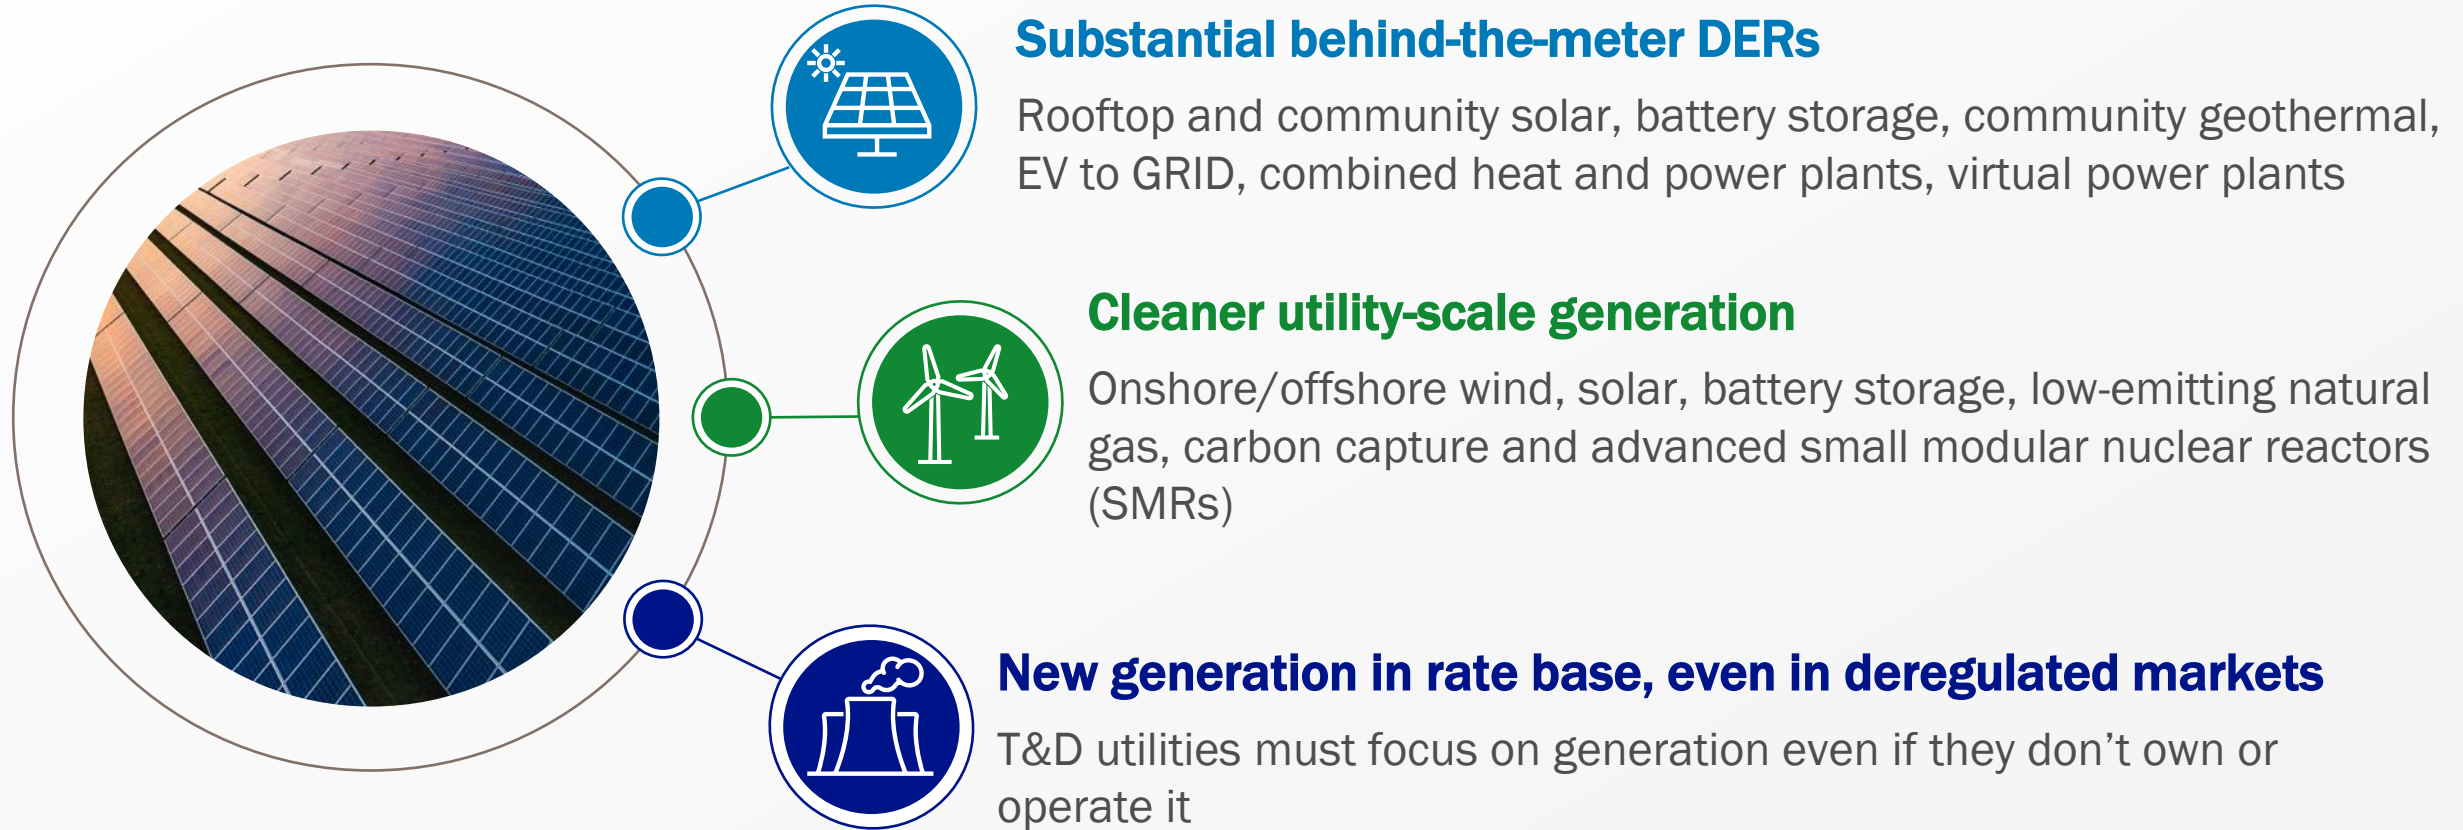 Substantial behind-the-meter DERs
Rooftop and community solar, battery storage, community geothermal,
EV to GRID, combined heat and power plants, virtual power plants
Cleaner utility-scale generation
Onshore/offshore wind, solar, battery storage, low-emitting natural
gas, carbon capture and advanced small modular nuclear reactors
(SMRs)
New generation in rate base, even in deregulated markets
T&D utilities must focus on generation even if they don’t own or
operate it